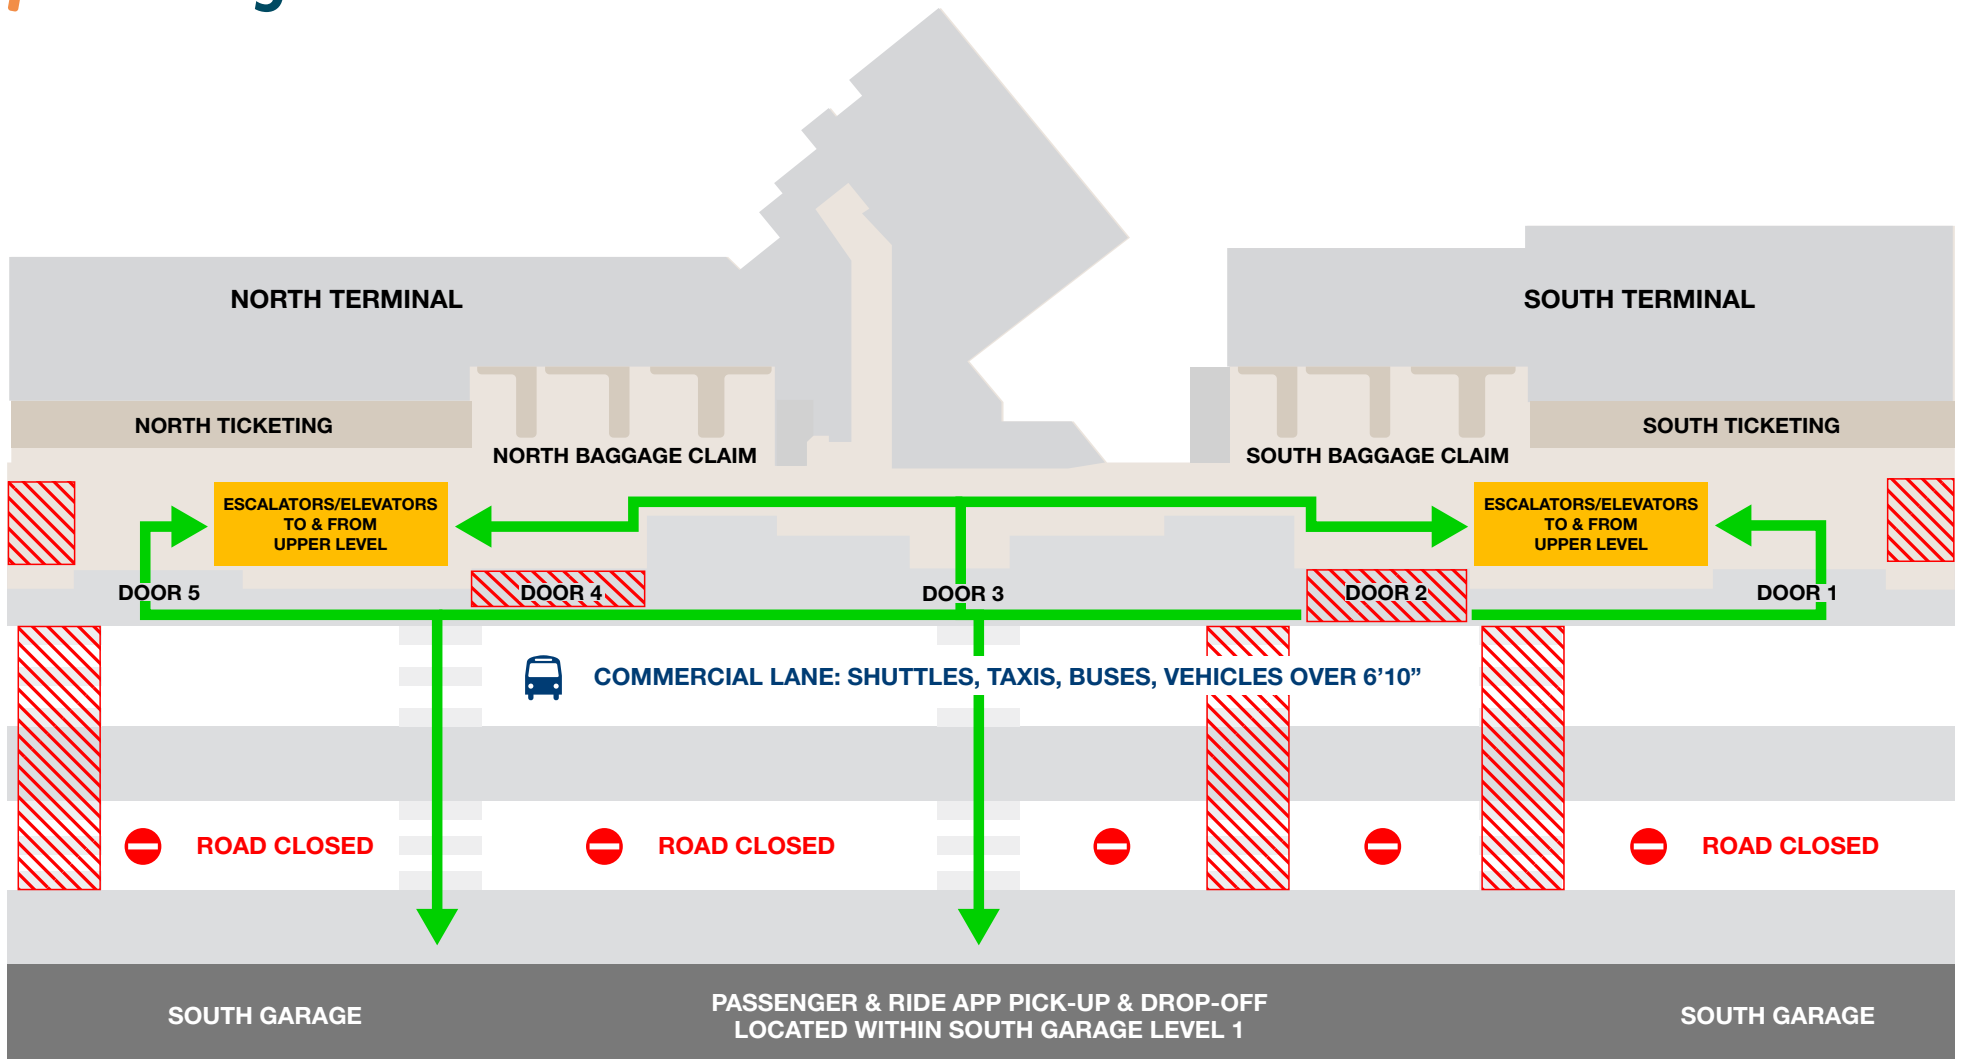 NORTH TERMINAL
SOUTH TERMINAL
NORTH TICKETING
SOUTH TICKETING
NORTH BAGGAGE CLAIM
SOUTH BAGGAGE CLAIM
ESCALATORS/ELEVATORS
TO & FROM
UPPER LEVEL
ESCALATORS/ELEVATORS
TO & FROM
UPPER LEVEL
DOOR 5
DOOR 4
DOOR 3
DOOR 2
DOOR 1
COMMERCIAL LANE: SHUTTLES, TAXIS, BUSES, VEHICLES OVER 6’10”
ROAD CLOSED
ROAD CLOSED
ROAD CLOSED
SOUTH GARAGE
PASSENGER & RIDE APP PICK-UP & DROP-OFF
LOCATED WITHIN SOUTH GARAGE LEVEL 1
SOUTH GARAGE